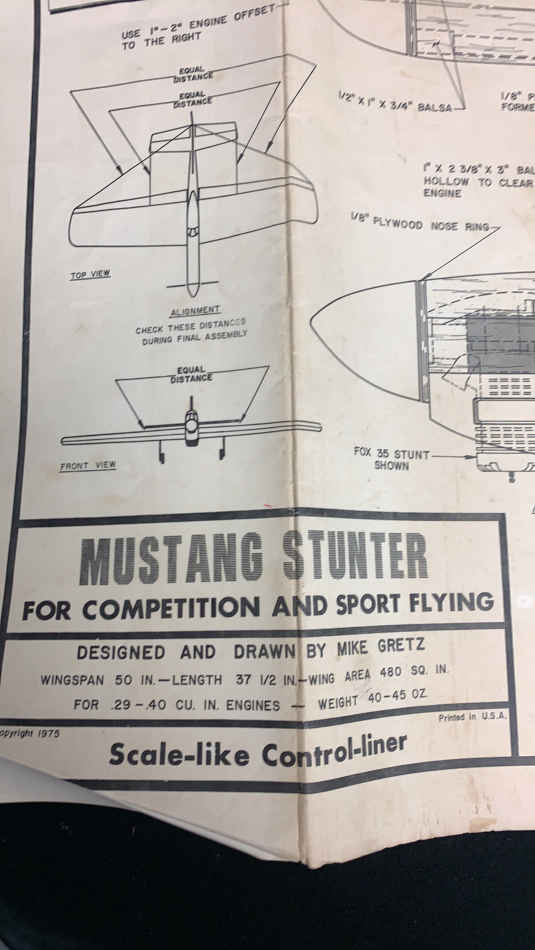 USE 1°-2° ENGINE OFFSET
TO THE RIGHT
EQUAL
DISTANCE
EQUAL
DISTANCE
TOP VIEW
ALIGNMENT
CHECK THESE DISTANCES
DURING FINAL ASSEMBLY
EQUAL
DISTANCE
FRONT VIEW
1/2" X 1" X 3/4" BALSA
1/8"
1" X 2 3/8" X 3"
HOLLOW TO CLEAR
ENGINE
1/8" PLYWOOD NOSE RING
FOX 35 STUNT
SHOWN
MUSTANG STUNTER
FOR COMPETITION AND SPORT FLYING
DESIGNED AND DRAWN BY MIKE GRETZ
WINGSPAN 50 IN.—LENGTH 37 1/2 IN.—WING AREA 480 SQ. IN.
FOR .29-.40 CU. IN. ENGINES — WEIGHT 40-45 OZ
Printed in U.S.A.
opyright 1975
Scale-like Control-liner